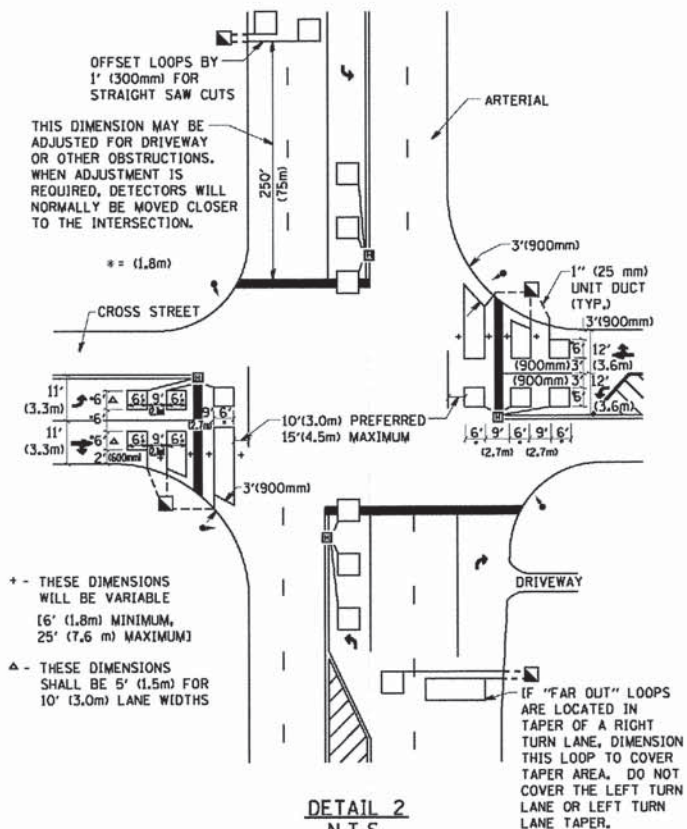 OFFSET LOOPS BY
1' (300mm) FOR
STRAIGHT SAW CUTS
THIS DIMENSION MAY BE
ADJUSTED FOR DRIVEWAY
OR OTHER OBSTRUCTIONS.
WHEN ADJUSTMENT IS
REQUIRED, DETECTORS WILL
NORMALLY BE MOVED CLOSER
TO THE INTERSECTION.
250'
(75m)
ARTERIAL
* = (1.8m)
3'(900mm)
1" (25 mm)
UNIT DUCT
(TYP.)
3'(900mm)
CROSS STREET
6'
12'
(900mm) 3'
(3.6m)
(900mm) 3'
12'
6'
(3.6m)
11'
(3.3m)
*6'
6'
9'
6'
*6'
9'
6'
(2.7m)
11'
(3.3m)
*6'
6'
9'
6'
2'
(600mm)
10'(3.0m) PREFERRED
15'(4.5m) MAXIMUM
6'
9'
6'
9'
6'
(2.7m)
(2.7m)
3'(900mm)
+ - THESE DIMENSIONS
WILL BE VARIABLE
[6' (1.8m) MINIMUM,
25' (7.6 m) MAXIMUM]
DRIVEWAY
△ - THESE DIMENSIONS
SHALL BE 5' (1.5m) FOR
10' (3.0m) LANE WIDTHS
IF "FAR OUT" LOOPS
ARE LOCATED IN
TAPER OF A RIGHT
TURN LANE, DIMENSION
THIS LOOP TO COVER
TAPER AREA. DO NOT
COVER THE LEFT TURN
LANE OR LEFT TURN
LANE TAPER.
DETAIL 2
N.T.S.